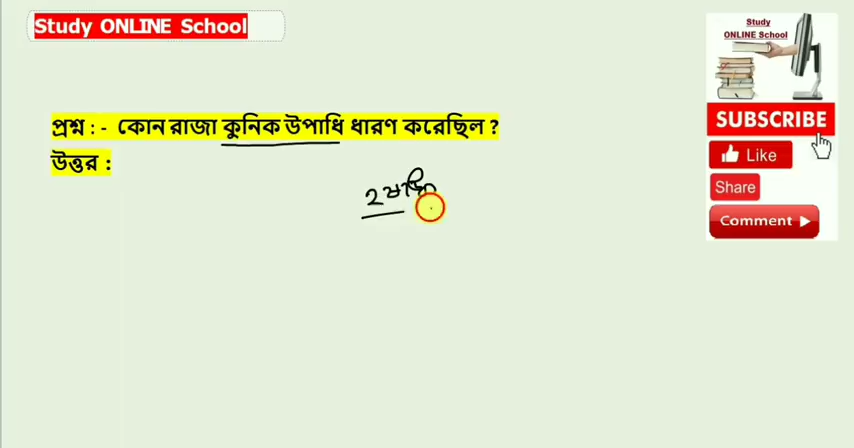 Study ONLINE School
প্রশ্ন : - কোন রাজা কুনিক উপাধি ধারণ করেছিল ?
উত্তর :
Study
ONLINE School
SUBSCRIBE
Like
Share
Comment